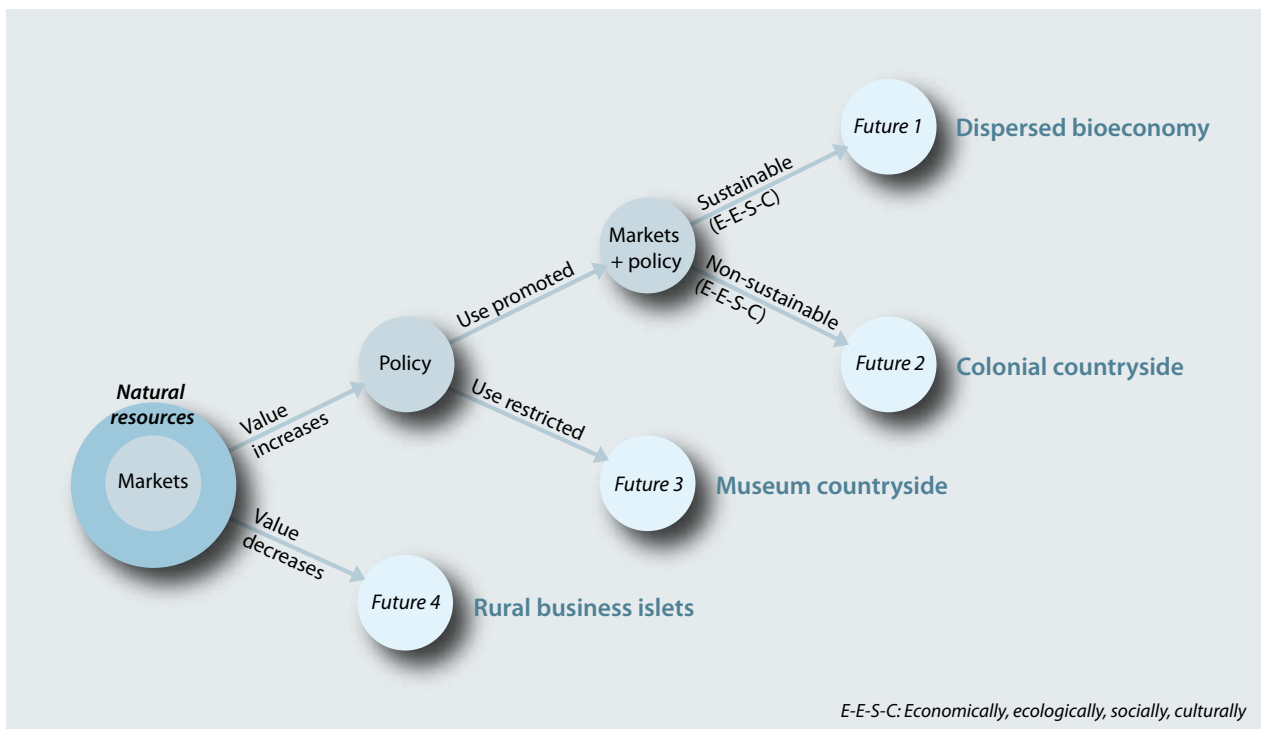 Future 1
Dispersed bioeconomy
Sustainable
(E-E-S-C)
Markets
+ policy
Non-sustainable
(E-E-S-C)
Use promoted
Future 2
Colonial countryside
Policy
Use restricted
Natural
resources
Value
increases
Markets
Future 3
Museum countryside
Value
decreases
Future 4
Rural business islets
E-E-S-C: Economically, ecologically, socially, culturally